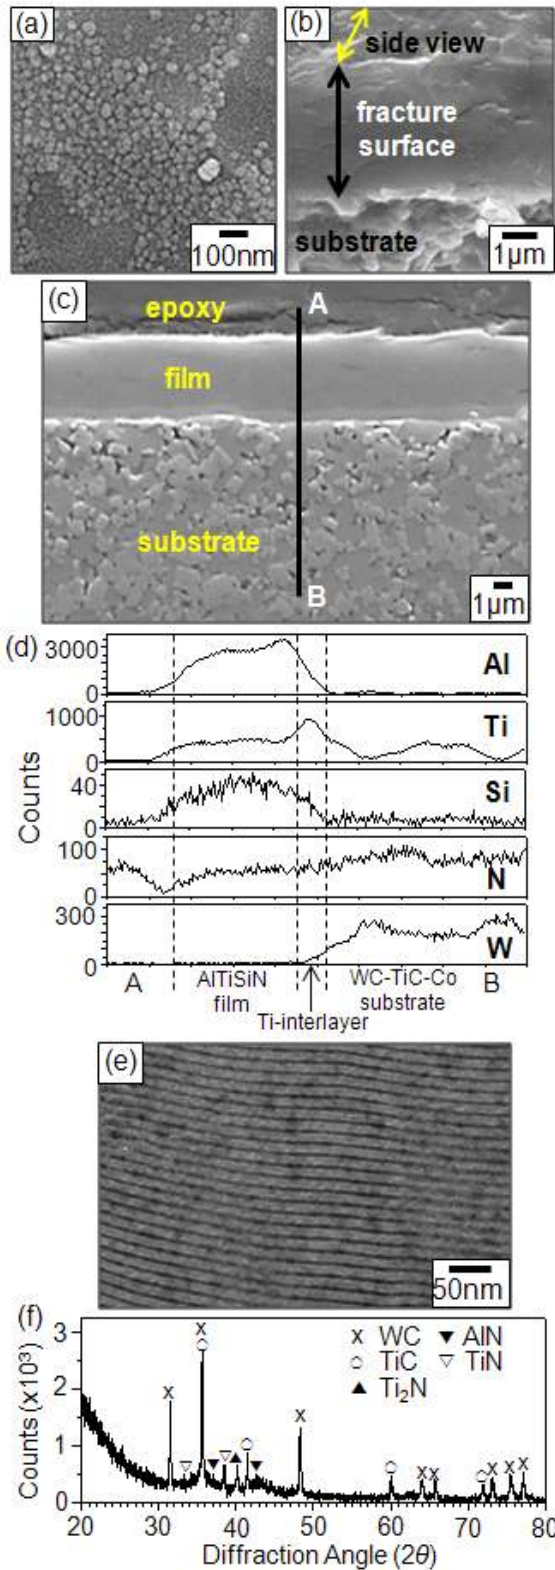 (a)
100nm
(b)
side view
fracture
surface
substrate
1μm
(c)
epoxy
A
film
substrate
B
1μm
(d)
3000
0
Al
1000
0
Ti
40
0
Si
100
50
0
N
300
0
W
Counts
A
AlTiSiN
film
WC-TiC-Co
substrate
B
Ti-interlayer
(e)
50nm
(f)
3
2
1
0
Counts (x10³)
x WC
○ TiC
▲ Ti₂N
▼ AlN
▽ TiN
20 30 40 50 60 70 80
Diffraction Angle (2θ)